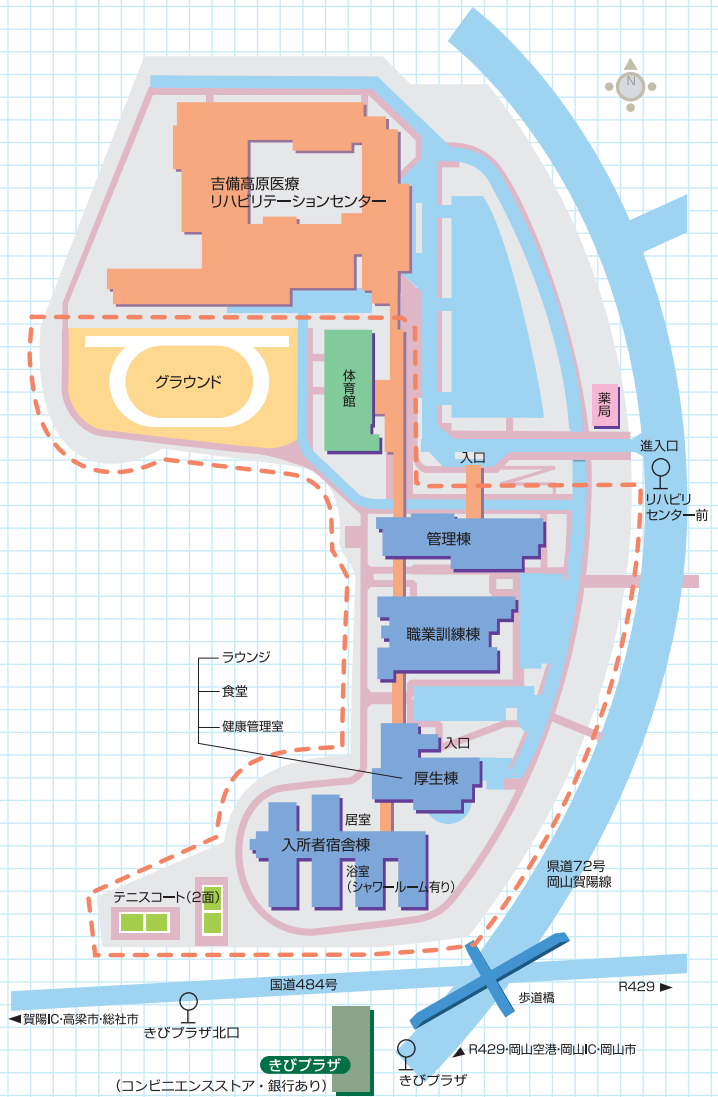 N
吉備高原医療
リハビリテーションセンター
グラウンド
体育館
薬局
入口
進入口
リハビリ
センター前
管理棟
職業訓練棟
ラウンジ
食堂
健康管理室
入口
厚生棟
居室
入所者宿舎棟
浴室
(シャワールーム有り)
テニスコート(2面)
県道72号
岡山賀陽線
国道484号
歩道橋
R429 ►
◄賀陽IC・高梁市・総社市
きびプラザ北口
きびプラザ
(コンビニエンスストア・銀行あり)
きびプラザ
R429・岡山空港・岡山IC・岡山市